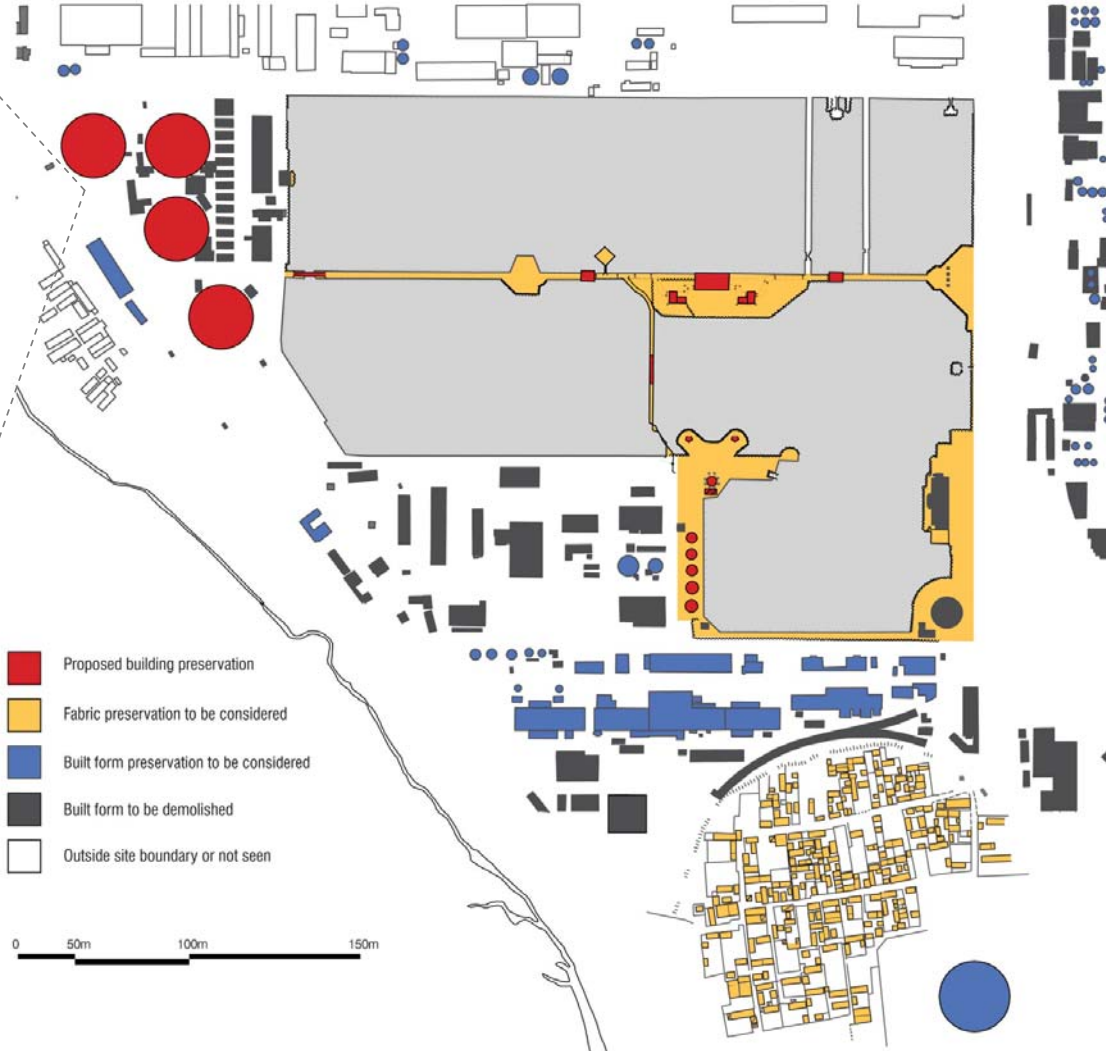 Proposed building preservation
Fabric preservation to be considered
Built form preservation to be considered
Built form to be demolished
Outside site boundary or not seen
0 50m 100m 150m